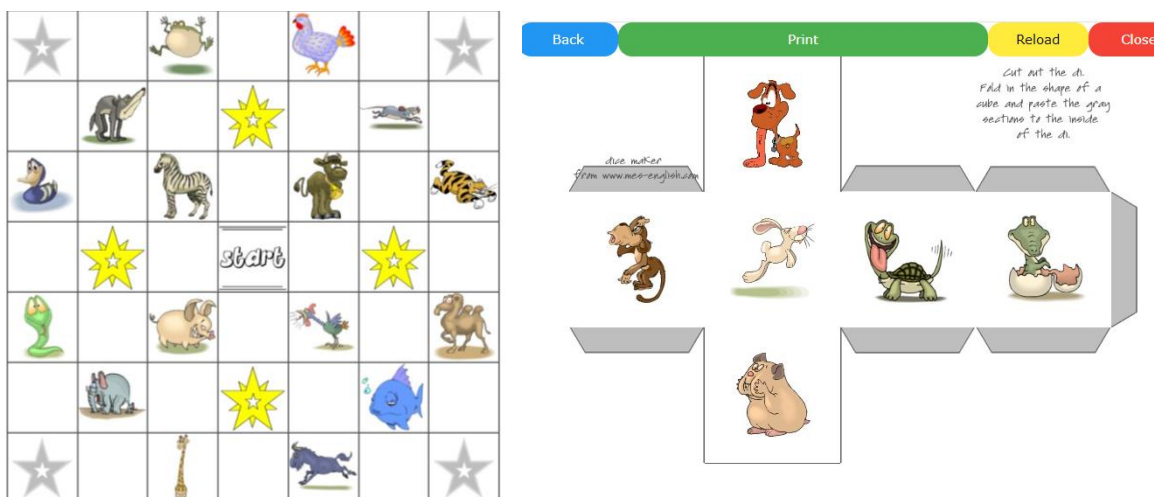 Back
Print
Reload
Close
Cut out the di.
Fold in the shape of a
cube and paste the gray
sections to the inside
of the di.
dice maker
from www.mes-english.com
start